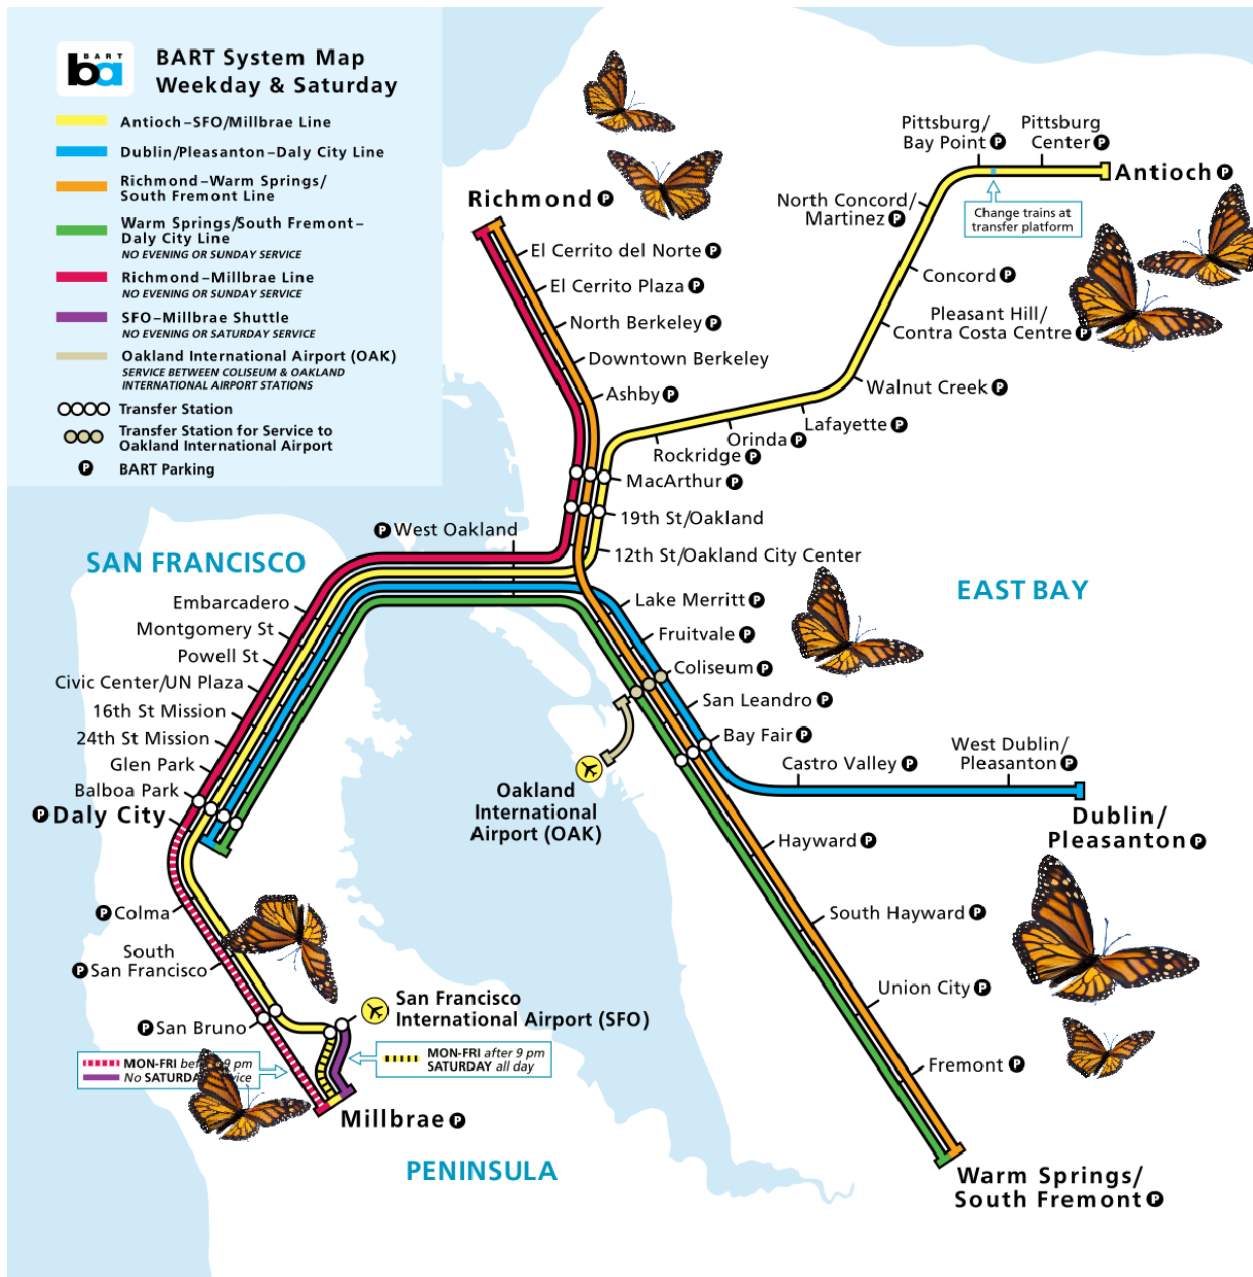 BART
ba
BART System Map
Weekday & Saturday
Antioch–SFO/Millbrae Line
Dublin/Pleasanton–Daly City Line
Richmond–Warm Springs/
South Fremont Line
Warm Springs/South Fremont–
Daly City Line
NO EVENING OR SUNDAY SERVICE
Richmond–Millbrae Line
NO EVENING OR SUNDAY SERVICE
SFO–Millbrae Shuttle
NO EVENING OR SATURDAY SERVICE
Oakland International Airport (OAK)
SERVICE BETWEEN COLISEUM & OAKLAND
INTERNATIONAL AIRPORT STATIONS
Transfer Station
Transfer Station for Service to
Oakland International Airport
P BART Parking
Richmond P
El Cerrito del Norte P
El Cerrito Plaza P
North Berkeley P
Downtown Berkeley
Ashby P
MacArthur P
19th St/Oakland
12th St/Oakland City Center
Pittsburg/
Bay Point P
Pittsburg
Center P
Antioch P
Change trains at
transfer platform
North Concord/
Martinez P
Concord P
Pleasant Hill/
Contra Costa Centre P
Walnut Creek P
Lafayette P
Orinda P
Rockridge P
P West Oakland
SAN FRANCISCO
EAST BAY
Embarcadero
Montgomery St
Powell St
Civic Center/UN Plaza
16th St Mission
24th St Mission
Glen Park
Balboa Park
P Daly City
P Colma
South
P San Francisco
P San Bruno
San Francisco
International Airport (SFO)
MON-FRI 9 pm
No
MON-FRI after 9 pm
SATURDAY all day
Millbrae P
PENINSULA
Lake Merritt P
Fruitvale P
Coliseum P
San Leandro P
Bay Fair P
Oakland
International
Airport (OAK)
Castro Valley P
West Dublin/
Pleasanton P
Dublin/
Pleasanton P
Hayward P
South Hayward P
Union City P
Fremont P
Warm Springs/
South Fremont P